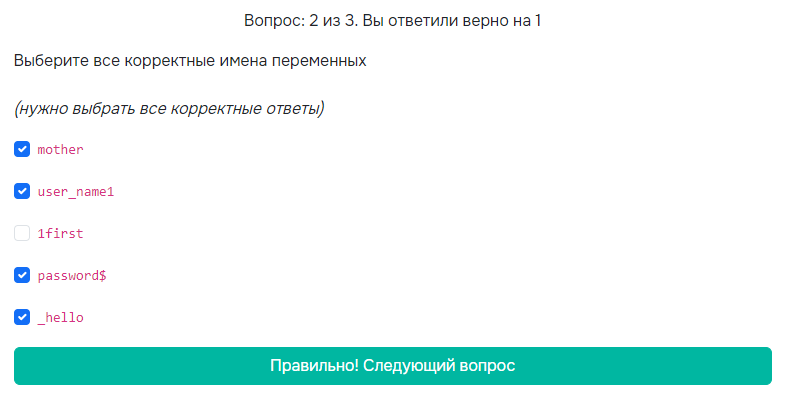 Вопрос: 2 из 3. Вы ответили верно на 1
Выберите все корректные имена переменных
(нужно выбрать все корректные ответы)
mother
user_name1
1first
password$
_hello
Правильно! Следующий вопрос